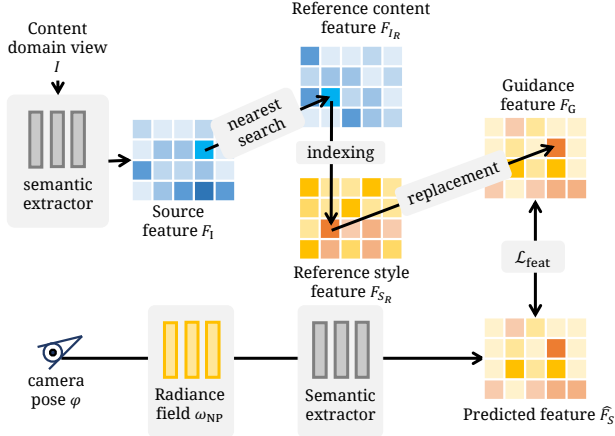 Content
domain view
I
semantic
extractor
Source
feature F_I
nearest
search
Reference content
feature F_{I_R}
indexing
Reference style
feature F_{S_R}
replacement
Guidance
feature F_G
ℒ_feat
camera
pose φ
Radiance
field ω_NP
Semantic
extractor
Predicted feature F̂_S